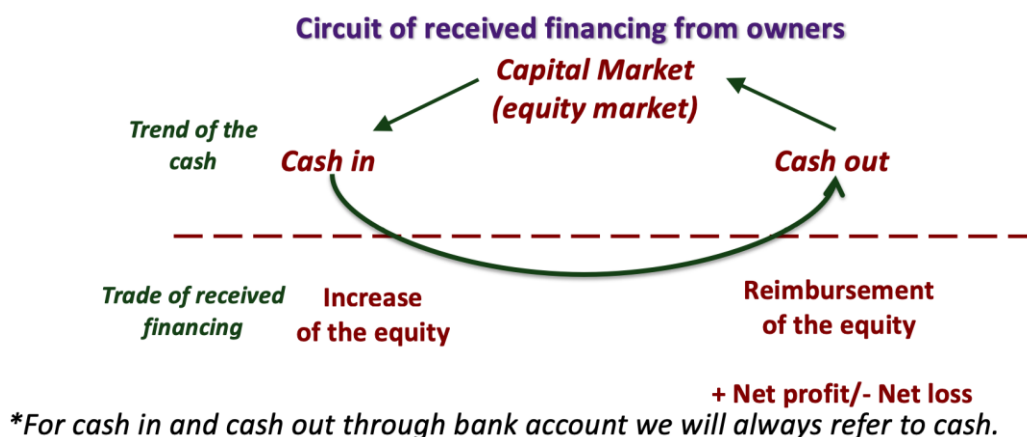 Circuit of received financing from owners
Capital Market
(equity market)
Trend of the
cash
Cash in
Cash out
Trade of received
financing
Increase
of the equity
Reimbursement
of the equity
+ Net profit/- Net loss
*For cash in and cash out through bank account we will always refer to cash.